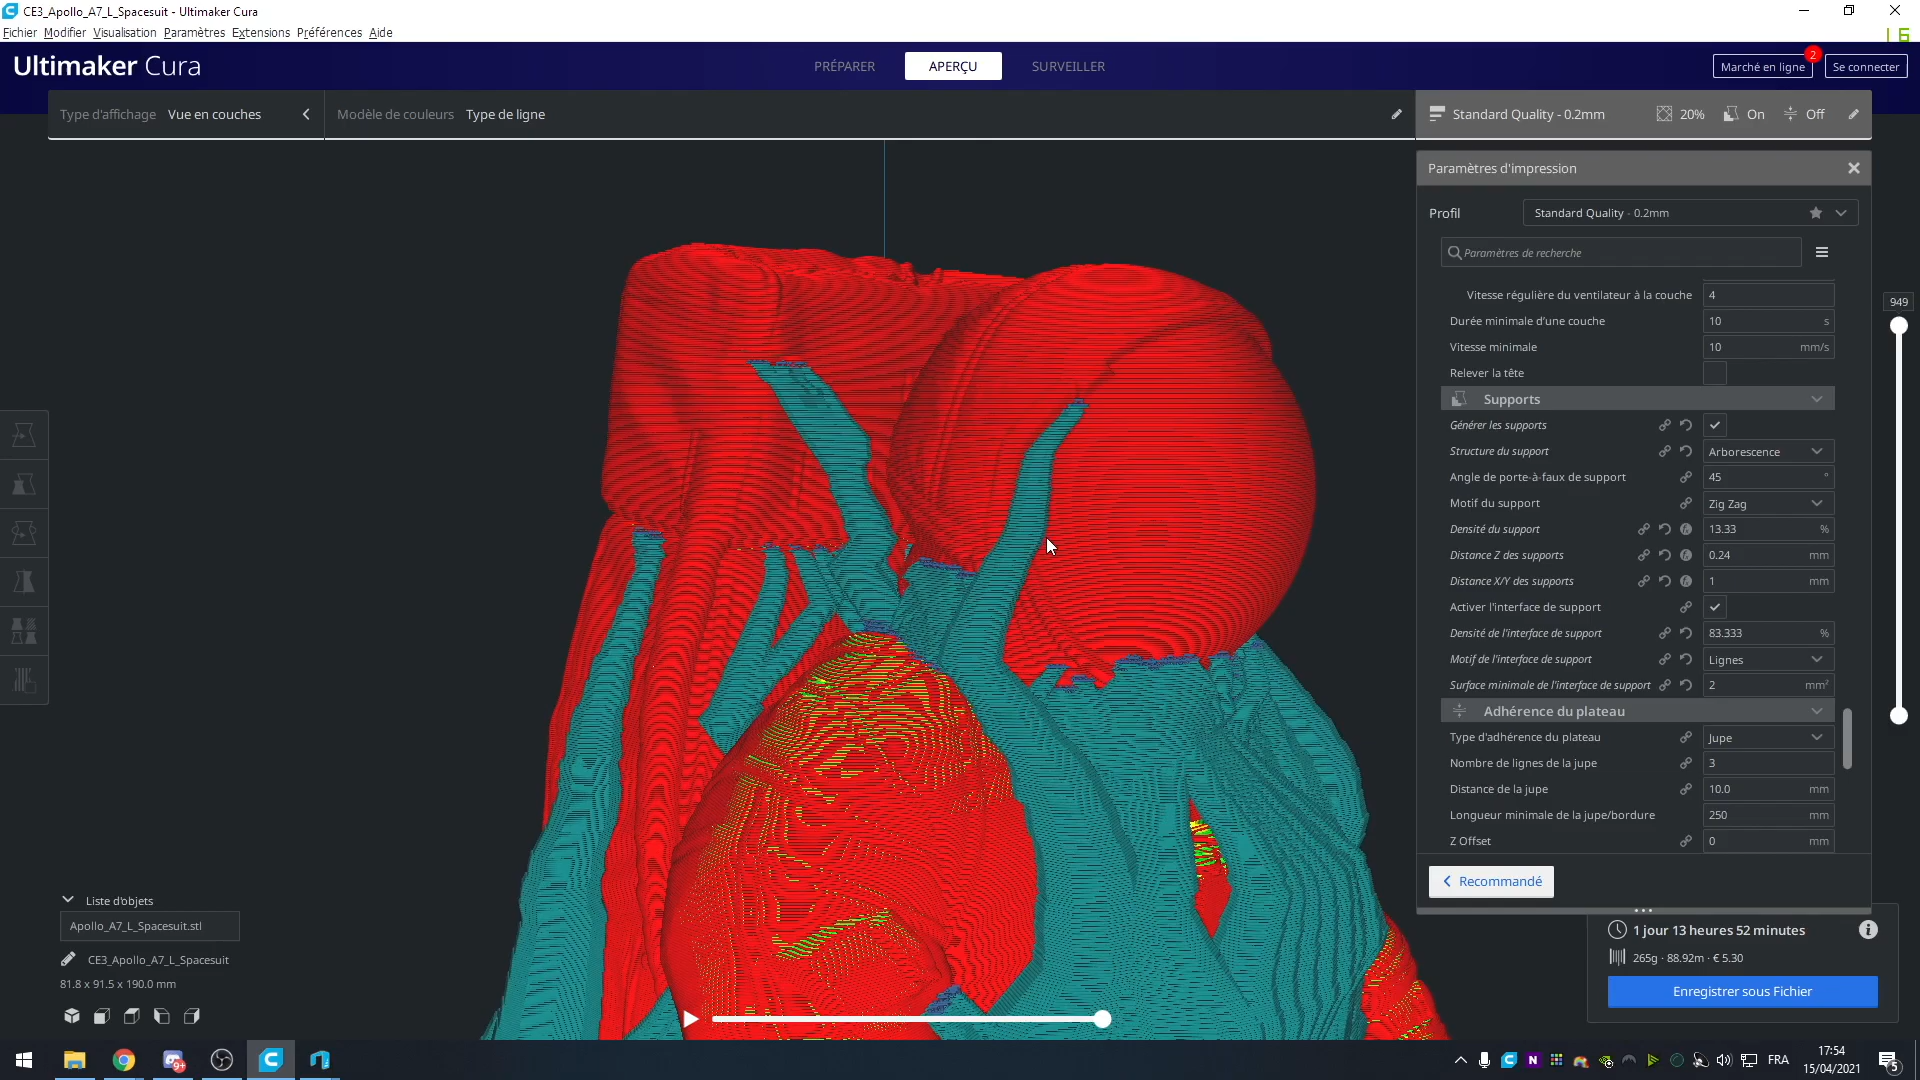 CE3_Apollo_A7_L_Spacesuit - Ultimaker Cura
Fichier Modifier Visualisation Paramètres Extensions Préférences Aide
16
Ultimaker Cura
PRÉPARER
APERÇU
SURVEILLER
Marché en ligne
2
Se connecter
Type d'affichage Vue en couches
Modèle de couleurs Type de ligne
Standard Quality - 0.2mm
20%
On
Off
Paramètres d'impression
Profil
Standard Quality - 0.2mm
Paramètres de recherche
Vitesse régulière du ventilateur à la couche 4
Durée minimale d'une couche 10 s
Vitesse minimale 10 mm/s
Relever la tête
Supports
Générer les supports
Structure du support Arborescence
Angle de porte-à-faux de support 45 °
Motif du support Zig Zag
Densité du support 13.33 %
Distance Z des supports 0.24 mm
Distance X/Y des supports 1 mm
Activer l'interface de support
Densité de l'interface de support 83.333 %
Motif de l'interface de support Lignes
Surface minimale de l'interface de support 2 mm²
Adhérence du plateau
Type d'adhérence du plateau Jupe
Nombre de lignes de la jupe 3
Distance de la jupe 10.0 mm
Longueur minimale de la jupe/bordure 250 mm
Z Offset 0 mm
Recommandé
949
Liste d'objets
Apollo_A7_L_Spacesuit.stl
CE3_Apollo_A7_L_Spacesuit
81.8 x 91.5 x 190.0 mm
1 jour 13 heures 52 minutes
265g · 88.92m · € 5.30
Enregistrer sous Fichier
9+
FRA
17:54
15/04/2021
5